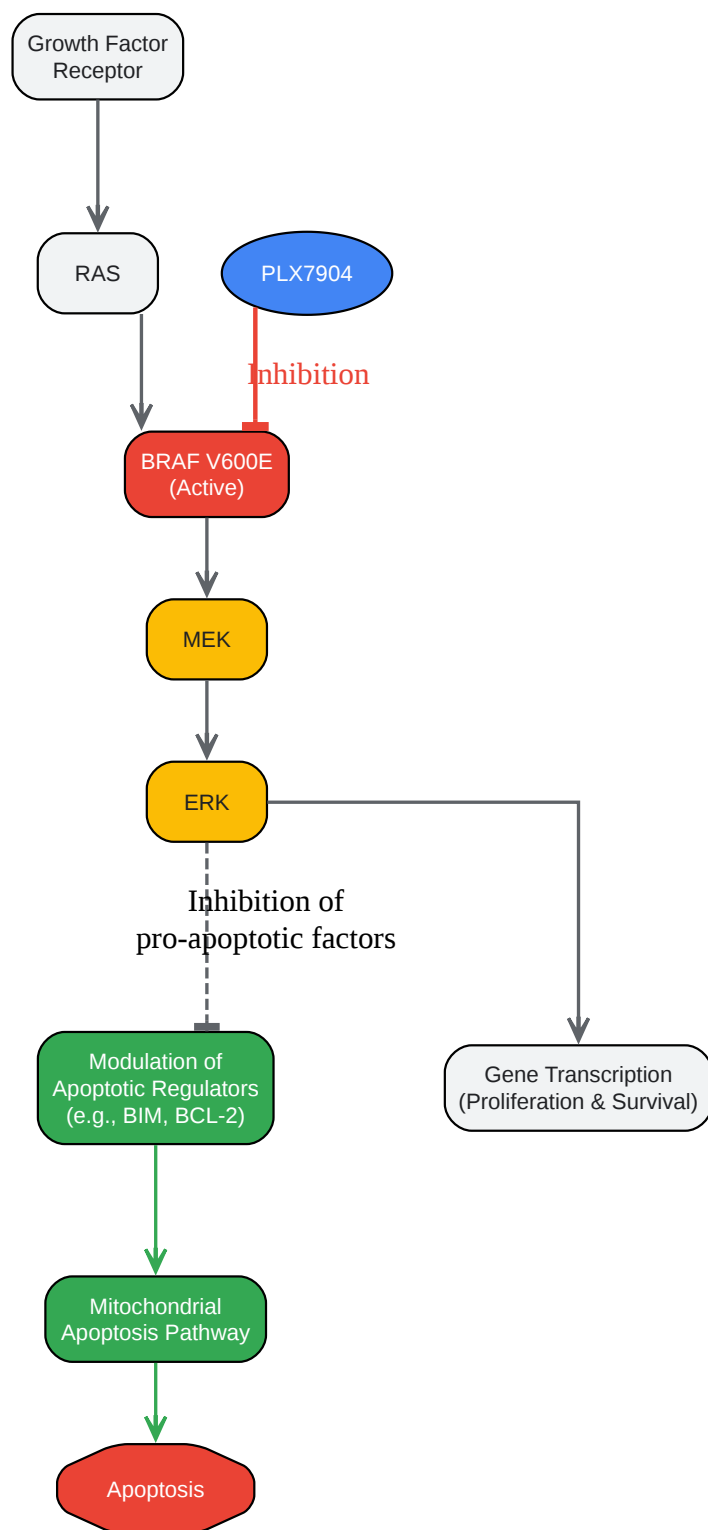 Growth Factor
Receptor
RAS
PLX7904
Inhibition
BRAF V600E
(Active)
MEK
ERK
Inhibition of
pro-apoptotic factors
Modulation of
Apoptotic Regulators
(e.g., BIM, BCL-2)
Gene Transcription
(Proliferation & Survival)
Mitochondrial
Apoptosis Pathway
Apoptosis